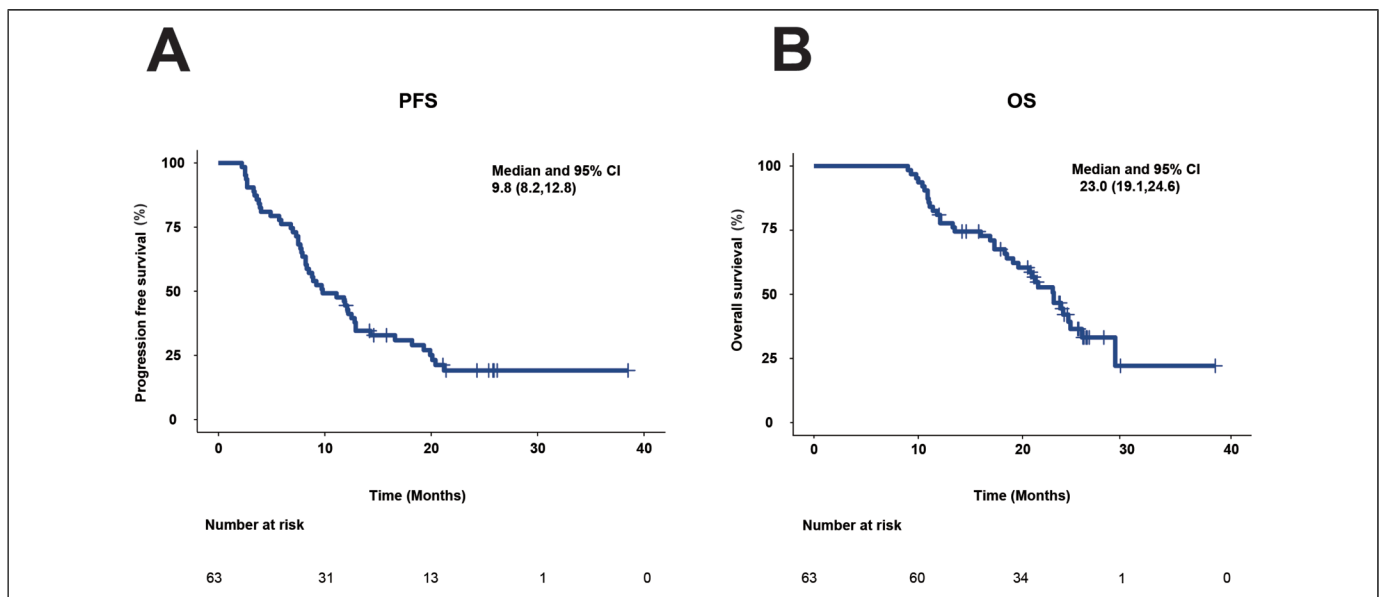 A
PFS
Median and 95% CI
9.8 (8.2,12.8)
Progression free survival (%)
100
75
50
25
0
0 10 20 30 40
Time (Months)
Number at risk
63 31 13 1 0
B
OS
Median and 95% CI
23.0 (19.1,24.6)
Overall survieval (%)
100
75
50
25
0
0 10 20 30 40
Time (Months)
Number at risk
63 60 34 1 0